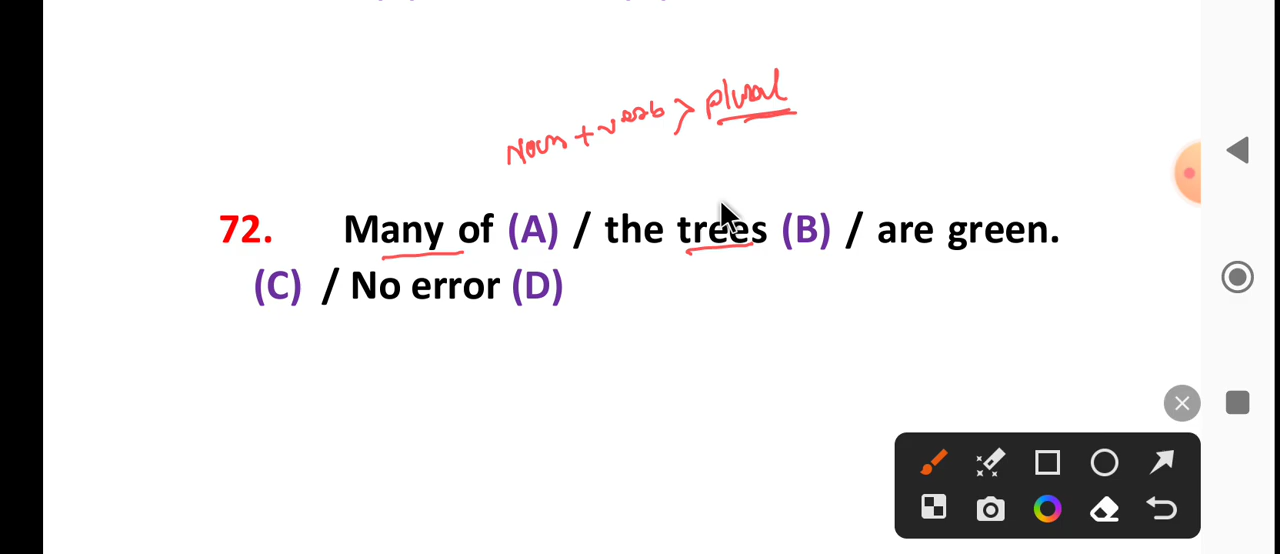 Noun + verb > plural
72. Many of (A) / the trees (B) / are green.
(C) / No error (D)